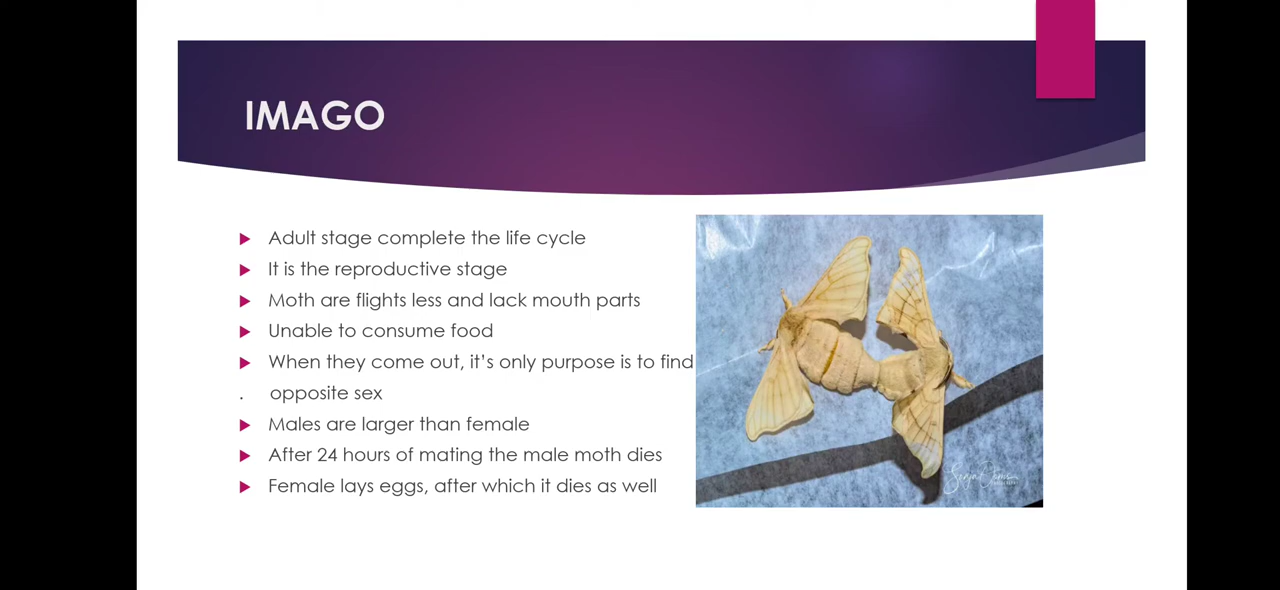 IMAGO
Adult stage complete the life cycle
It is the reproductive stage
Moth are flights less and lack mouth parts
Unable to consume food
When they come out, it's only purpose is to find
. opposite sex
Males are larger than female
After 24 hours of mating the male moth dies
Female lays eggs, after which it dies as well